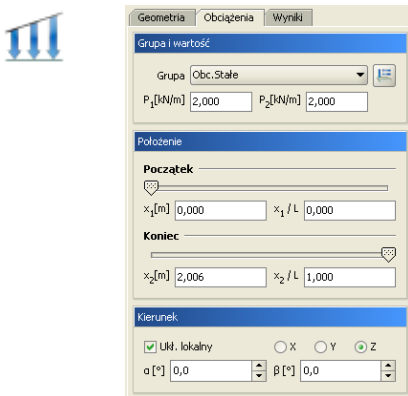 Geometria Obciążenia Wyniki
Grupa i wartość
Grupa Obc.Stałe
P1[kN/m] 2,000 P2[kN/m] 2,000
Położenie
Początek
x1[m] 0,000 x1 / L 0,000
Koniec
x2[m] 2,006 x2 / L 1,000
Kierunek
Ukł. lokalny X Y Z
α [°] 0,0 β [°] 0,0